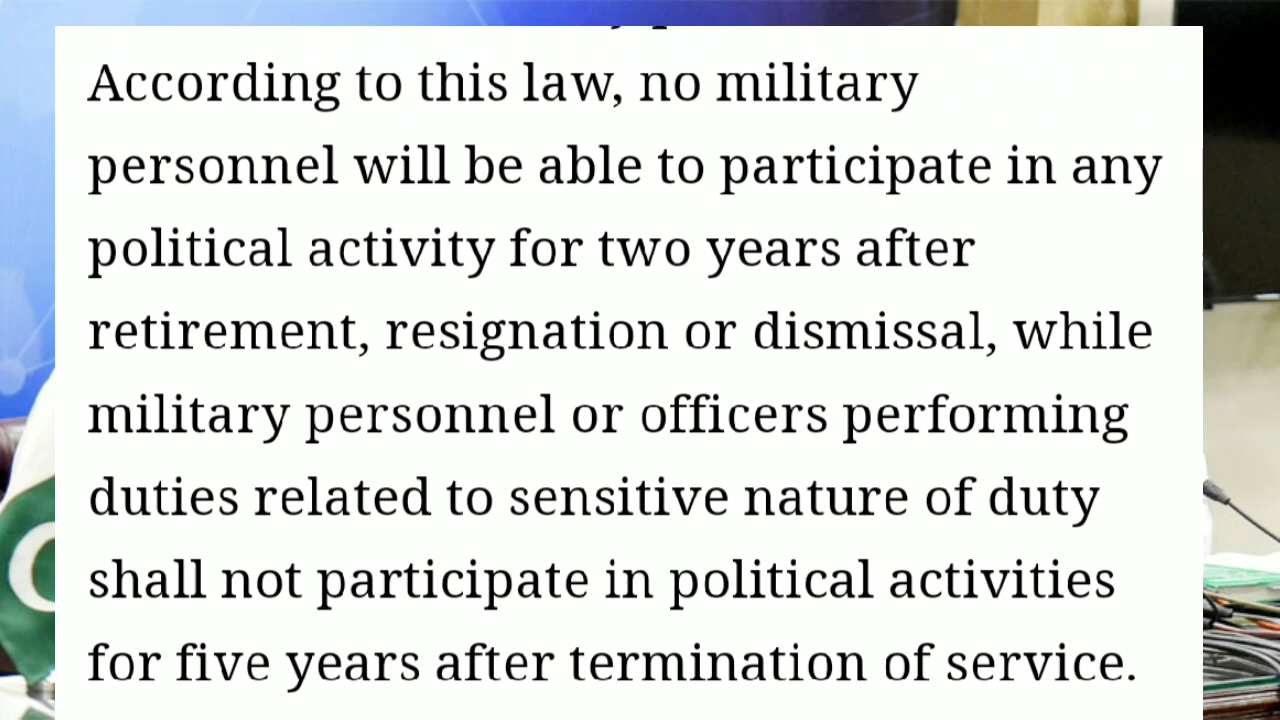 According to this law, no military
personnel will be able to participate in any
political activity for two years after
retirement, resignation or dismissal, while
military personnel or officers performing
duties related to sensitive nature of duty
shall not participate in political activities
for five years after termination of service.